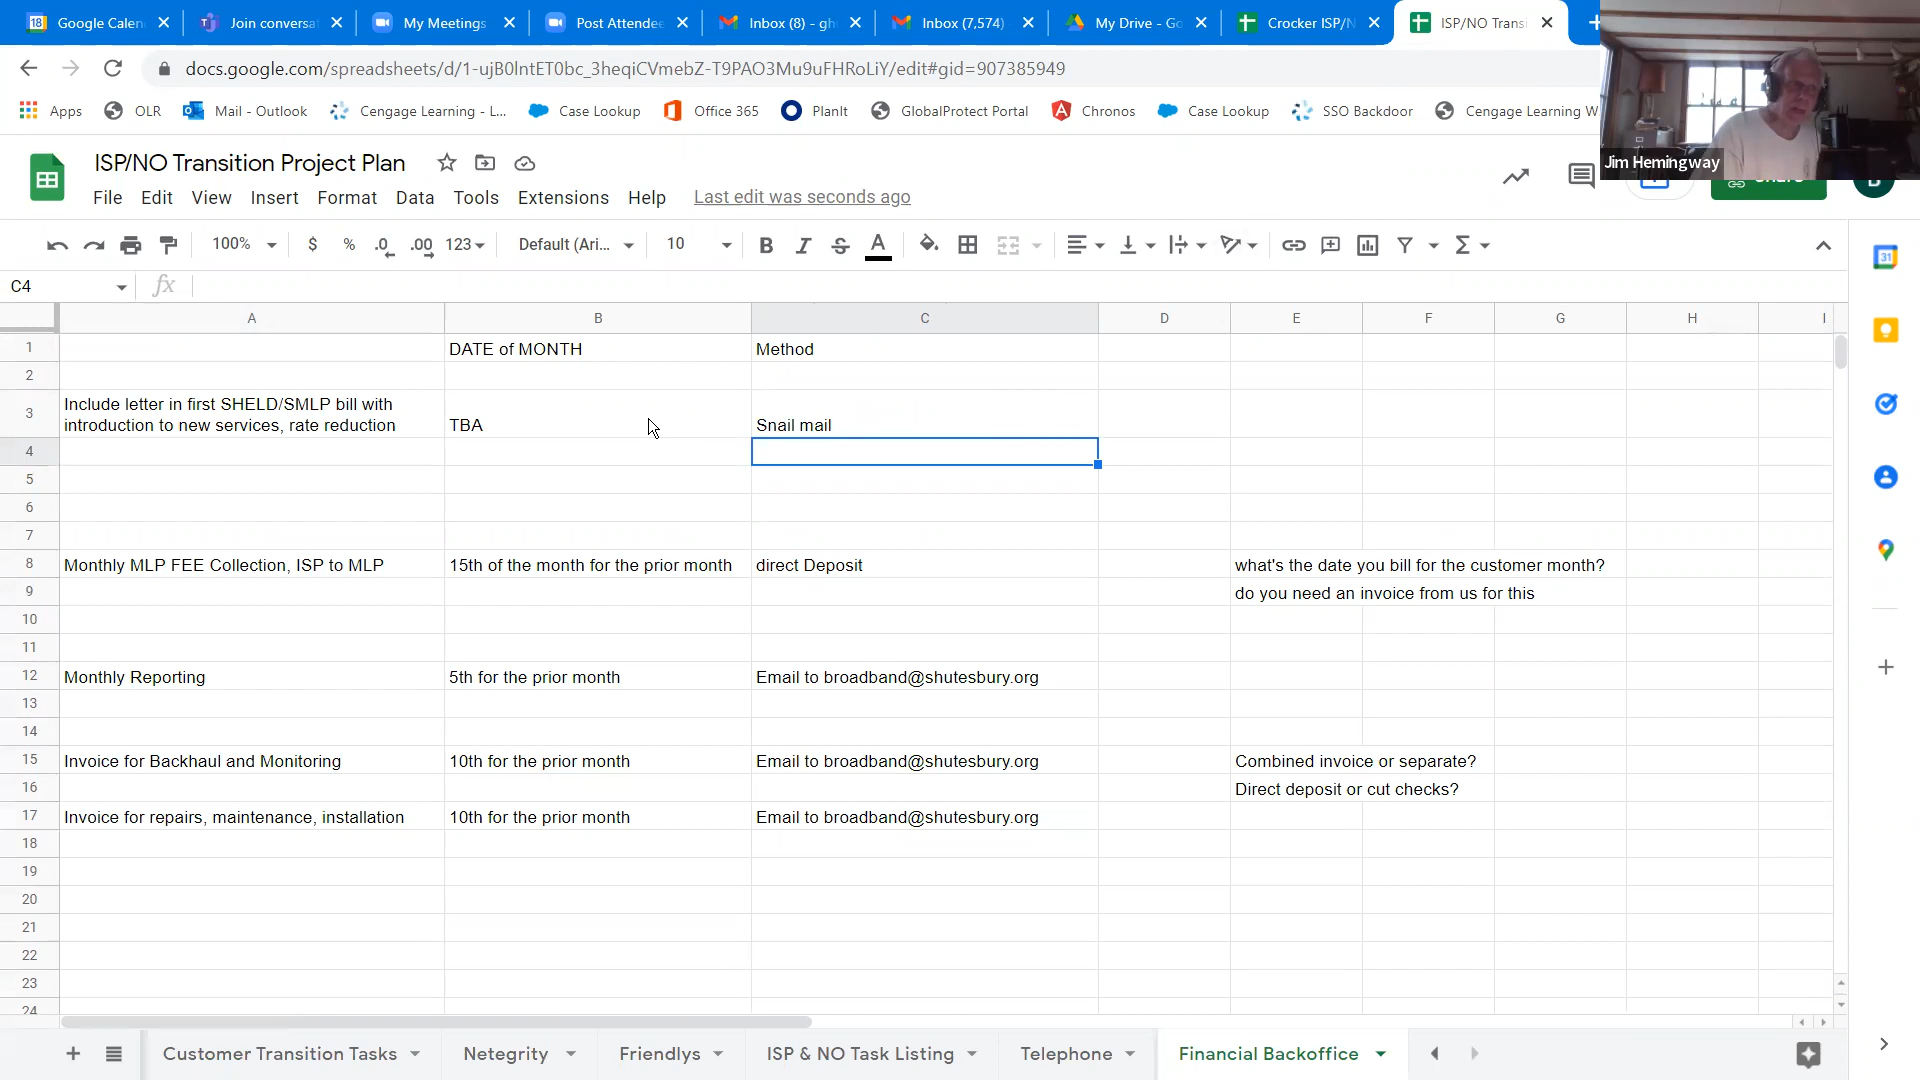 Google Calen
Join conversa
My Meetings
Post Attende
Inbox (8) - gh
Inbox (7,574)
My Drive - Go
Crocker ISP/N
ISP/NO Trans
docs.google.com/spreadsheets/d/1-ujB0lntET0bc_3heqiCVmebZ-T9PAO3Mu9uFHRoLiY/edit#gid=907385949
Apps
OLR
Mail - Outlook
Cengage Learning - L...
Case Lookup
Office 365
PlanIt
GlobalProtect Portal
Chronos
Case Lookup
SSO Backdoor
Cengage Learning W
Jim Hemingway
ISP/NO Transition Project Plan
File Edit View Insert Format Data Tools Extensions Help Last edit was seconds ago
100% $ % .0 .00 123 Default (Ari... 10 B I S A
C4 fx
A B C D E F G H I
1 DATE of MONTH Method
2
3 Include letter in first SHELD/SMLP bill with
introduction to new services, rate reduction TBA Snail mail
4
5
6
7
8 Monthly MLP FEE Collection, ISP to MLP 15th of the month for the prior month direct Deposit what's the date you bill for the customer month?
9 do you need an invoice from us for this
10
11
12 Monthly Reporting 5th for the prior month Email to broadband@shutesbury.org
13
14
15 Invoice for Backhaul and Monitoring 10th for the prior month Email to broadband@shutesbury.org Combined invoice or separate?
16 Direct deposit or cut checks?
17 Invoice for repairs, maintenance, installation 10th for the prior month Email to broadband@shutesbury.org
18
19
20
21
22
23
24
Customer Transition Tasks Netegrity Friendlys ISP & NO Task Listing Telephone Financial Backoffice